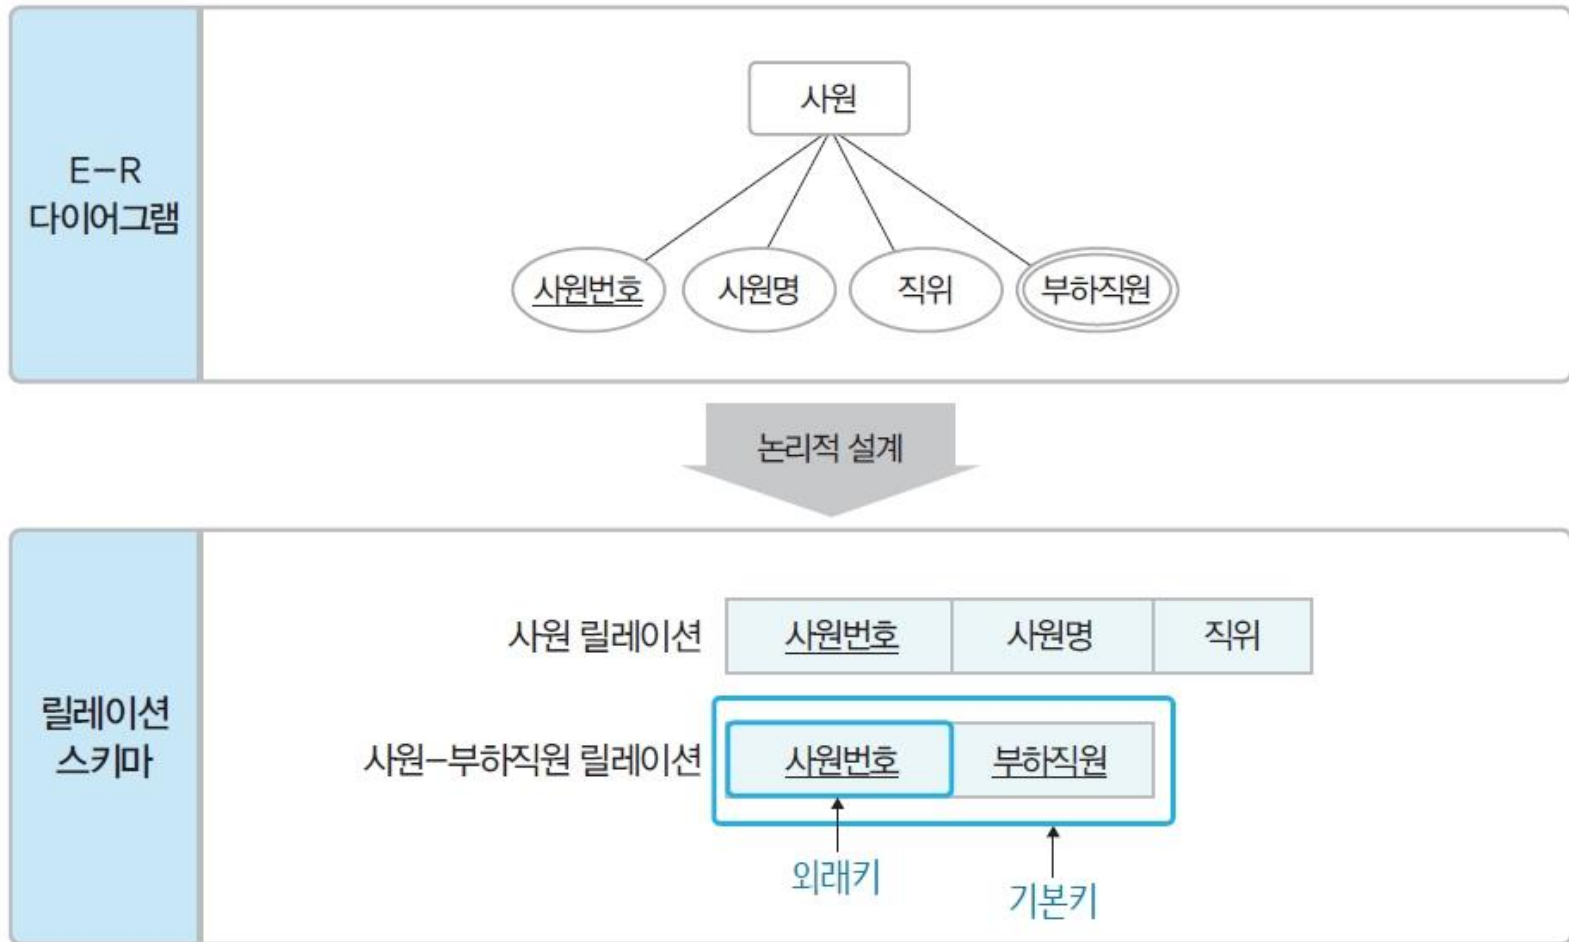 E-R
다이어그램
사원
사원번호 사원명 직위 부하직원
논리적 설계
릴레이션
스키마
사원 릴레이션 사원번호 사원명 직위
사원-부하직원 릴레이션 사원번호 부하직원
외래키
기본키